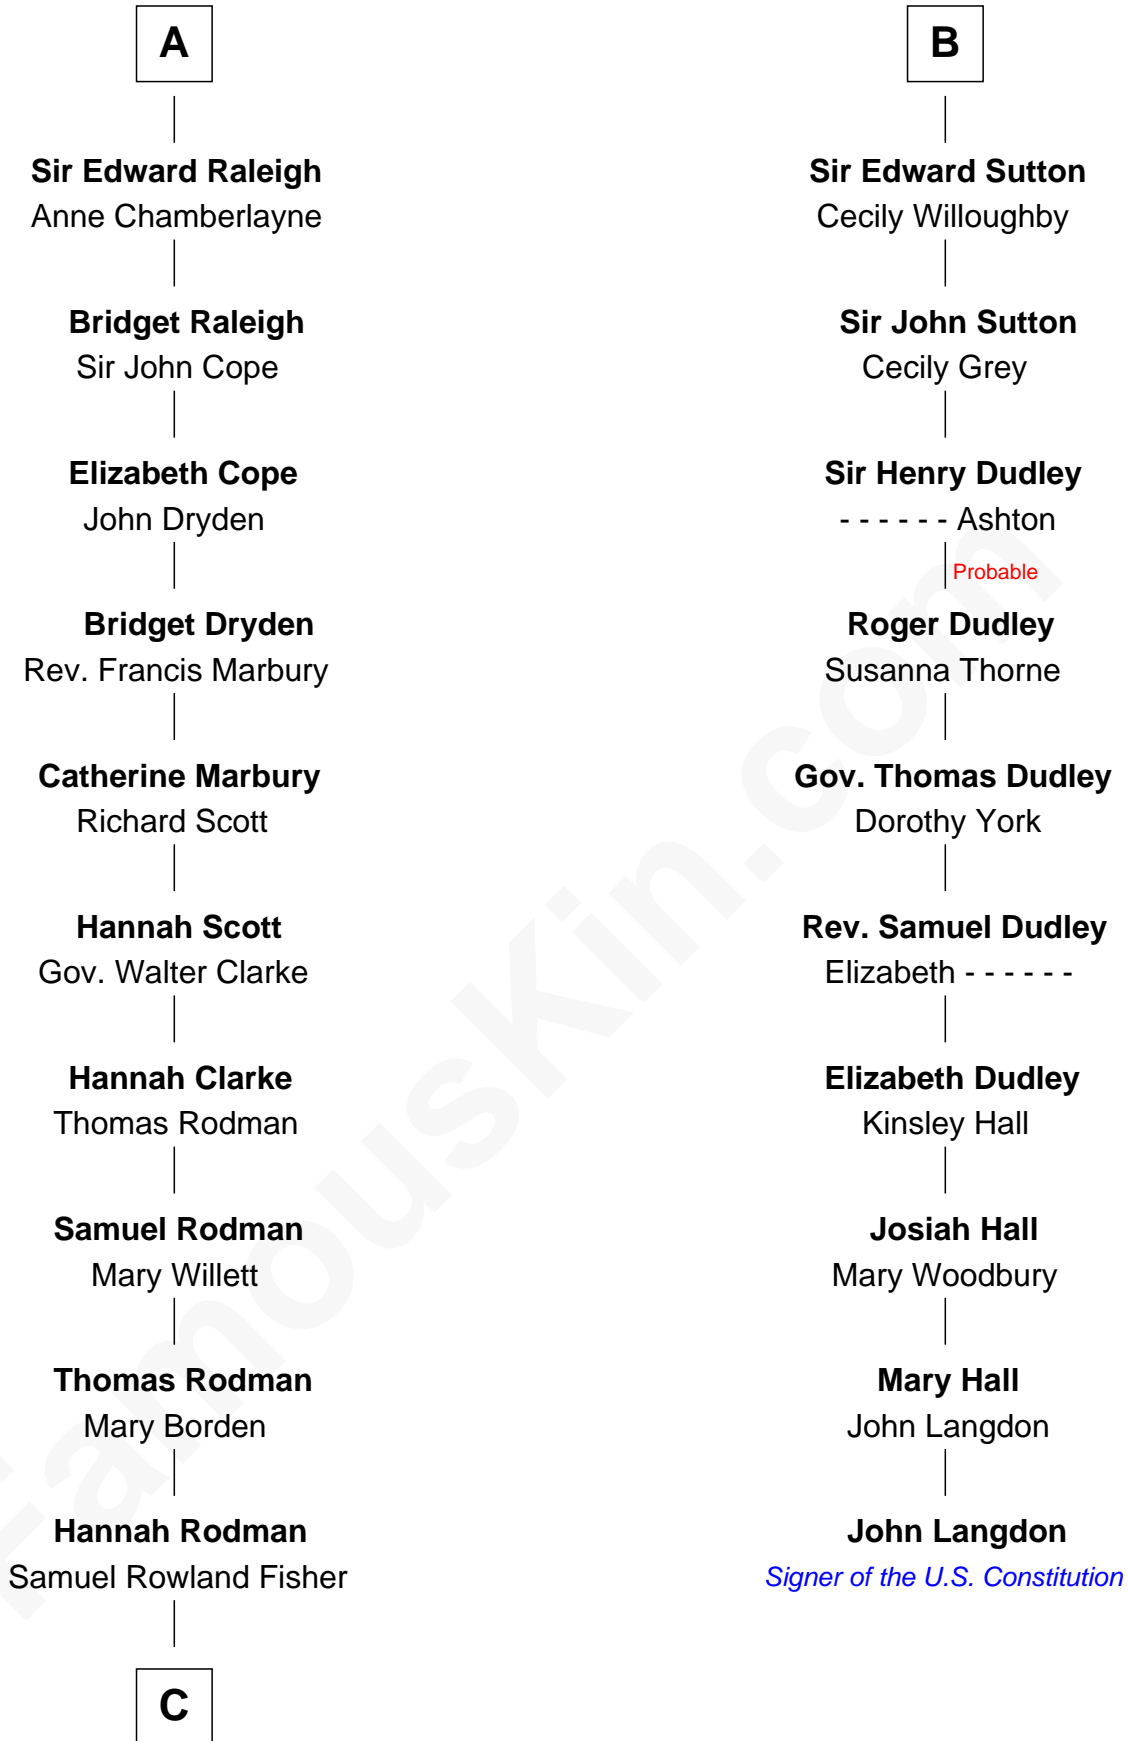 A
Sir Edward Raleigh
Anne Chamberlayne
Bridget Raleigh
Sir John Cope
Elizabeth Cope
John Dryden
Bridget Dryden
Rev. Francis Marbury
Catherine Marbury
Richard Scott
Hannah Scott
Gov. Walter Clarke
Hannah Clarke
Thomas Rodman
Samuel Rodman
Mary Willett
Thomas Rodman
Mary Borden
Hannah Rodman
Samuel Rowland Fisher
C
B
Sir Edward Sutton
Cecily Willoughby
Sir John Sutton
Cecily Grey
Sir Henry Dudley
- - - - - - Ashton
Probable
Roger Dudley
Susanna Thorne
Gov. Thomas Dudley
Dorothy York
Rev. Samuel Dudley
Elizabeth - - - - - -
Elizabeth Dudley
Kinsley Hall
Josiah Hall
Mary Woodbury
Mary Hall
John Langdon
John Langdon
Signer of the U.S. Constitution
FamousKin.com